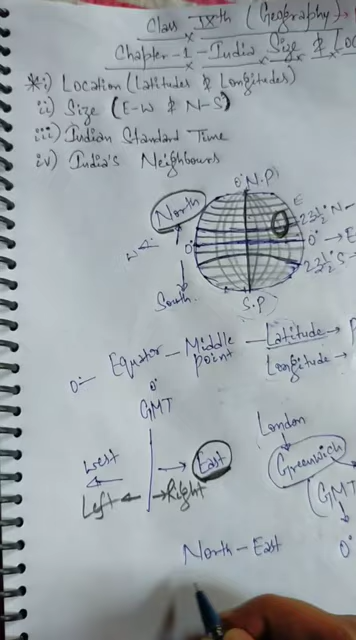 Class IXth (Geography)
Chapter-1 - India Size &
*i) Location (Latitudes & Longitudes)
ii) Size (E-W & N-S)
iii) Indian Standard Time
iv) India's Neighbours
0° N.P
North
E
23½° N
W
0°
0° → E
23½° S
South
S.P
0° - Equator - Middle point - Latitude →
Longitude →
0°
GMT
London
West
East
Greenwich
Left ← → Right
(GMT
North - East
0°